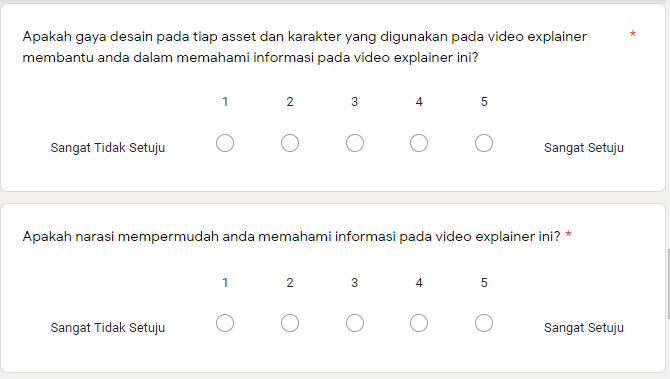 Apakah gaya desain pada tiap asset dan karakter yang digunakan pada video explainer *
membantu anda dalam memahami informasi pada video explainer ini?
1 2 3 4 5
Sangat Tidak Setuju Sangat Setuju
Apakah narasi mempermudah anda memahami informasi pada video explainer ini? *
1 2 3 4 5
Sangat Tidak Setuju Sangat Setuju